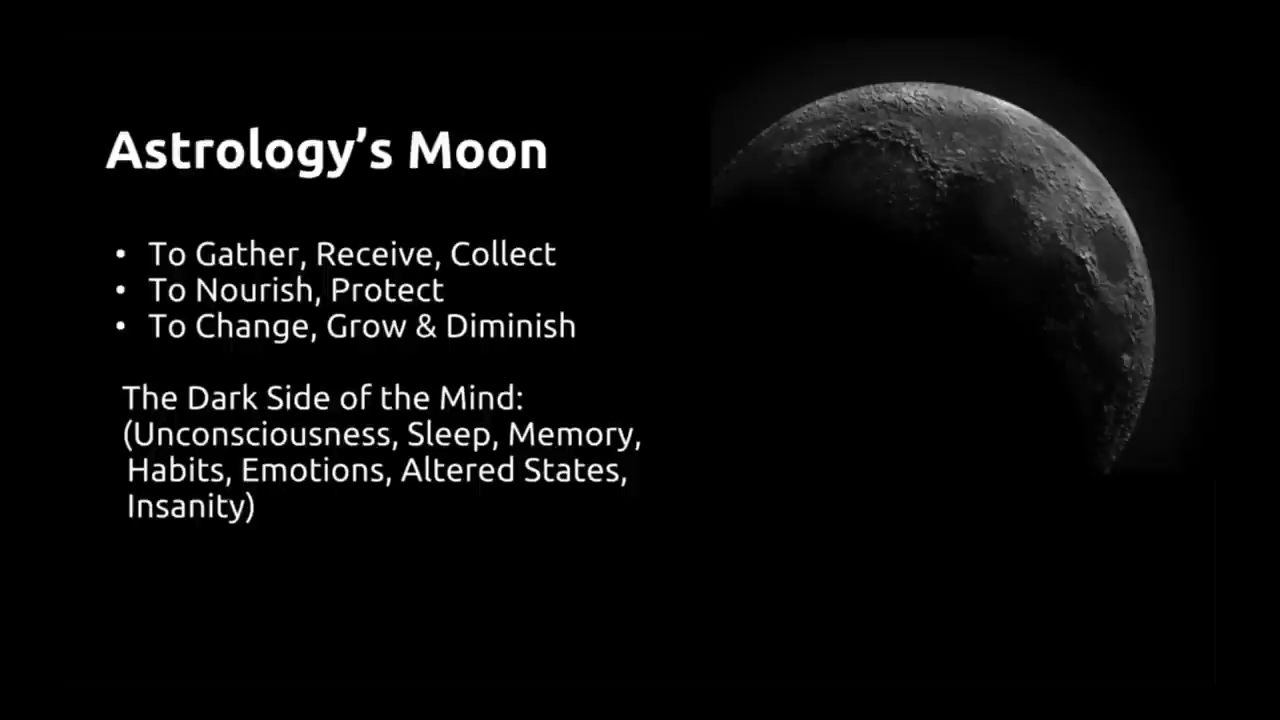 Astrology's Moon
• To Gather, Receive, Collect
• To Nourish, Protect
• To Change, Grow & Diminish
The Dark Side of the Mind:
(Unconsciousness, Sleep, Memory,
Habits, Emotions, Altered States,
Insanity)